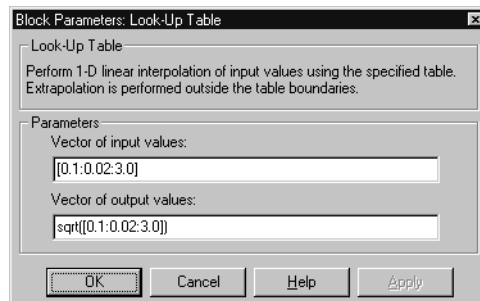 Block Parameters: Look-Up Table
Look-Up Table
Perform 1-D linear interpolation of input values using the specified table.
Extrapolation is performed outside the table boundaries.
Parameters
Vector of input values:
[0.1:0.02:3.0]
Vector of output values:
sqrt([0.1:0.02:3.0])
OK Cancel Help Apply